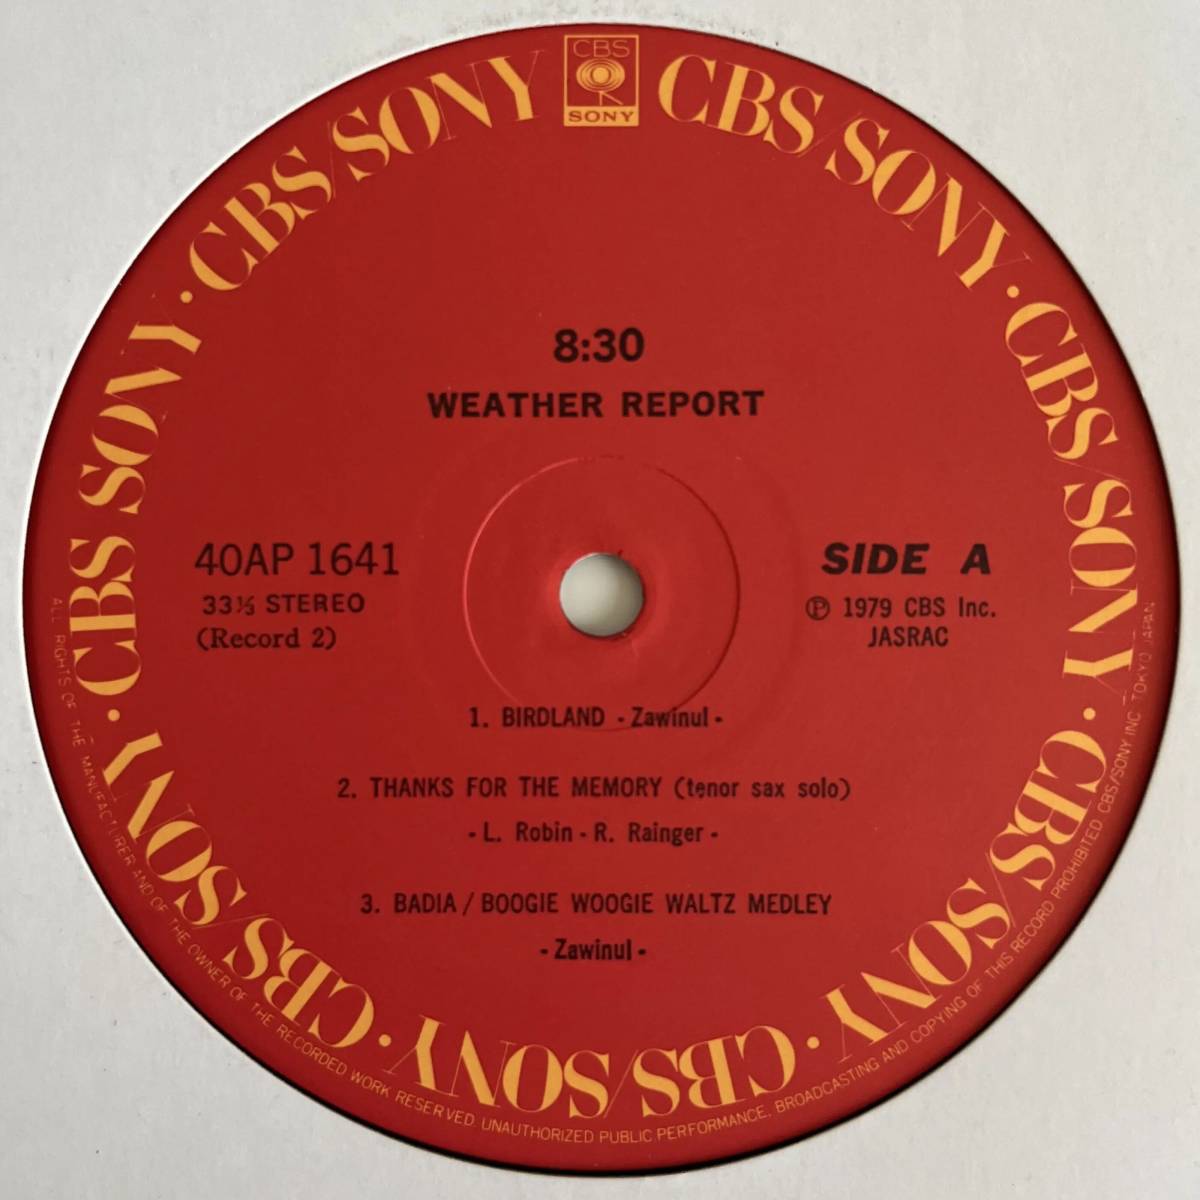 CBS
SONY
CBS/SONY · CBS/SONY · CBS/SONY · CBS/SONY · CBS/SONY · CBS SONY · CBS/SONY
8:30
WEATHER REPORT
40AP 1641
33⅓ STEREO
(Record 2)
SIDE A
℗ 1979 CBS Inc.
JASRAC
1. BIRDLAND - Zawinul -
2. THANKS FOR THE MEMORY (tenor sax solo)
- L. Robin - R. Rainger -
3. BADIA / BOOGIE WOOGIE WALTZ MEDLEY
- Zawinul -
ALL RIGHTS OF THE MANUFACTURER AND OF THE OWNER OF THE RECORDED WORK RESERVED. UNAUTHORIZED PUBLIC PERFORMANCE, BROADCASTING AND COPYING OF THIS RECORD PROHIBITED CBS/SONY INC. TOKYO JAPAN